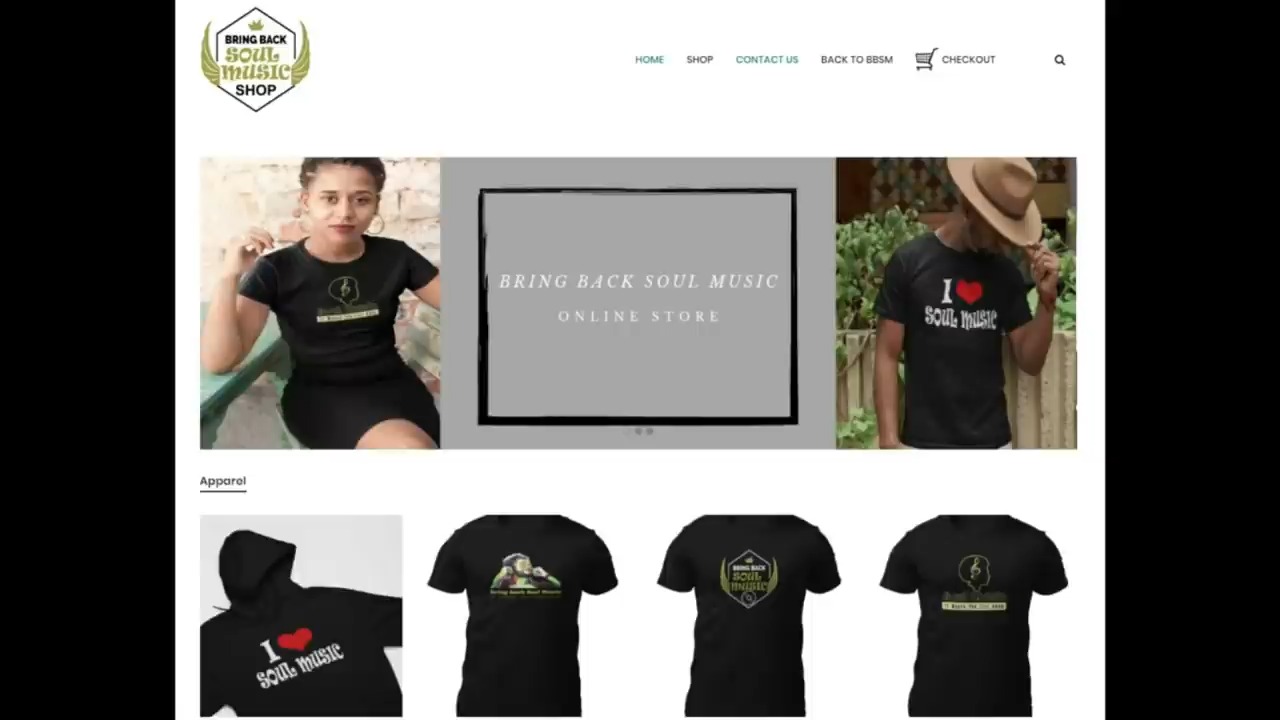 BRING BACK
SOUL
MUSIC
SHOP
HOME SHOP CONTACT US BACK TO BBSM CHECKOUT
BRING BACK SOUL MUSIC
ONLINE STORE
I
SOUL MUSIC
Apparel
I
SOUL MUSIC
BRING BACK
SOUL
MUSIC